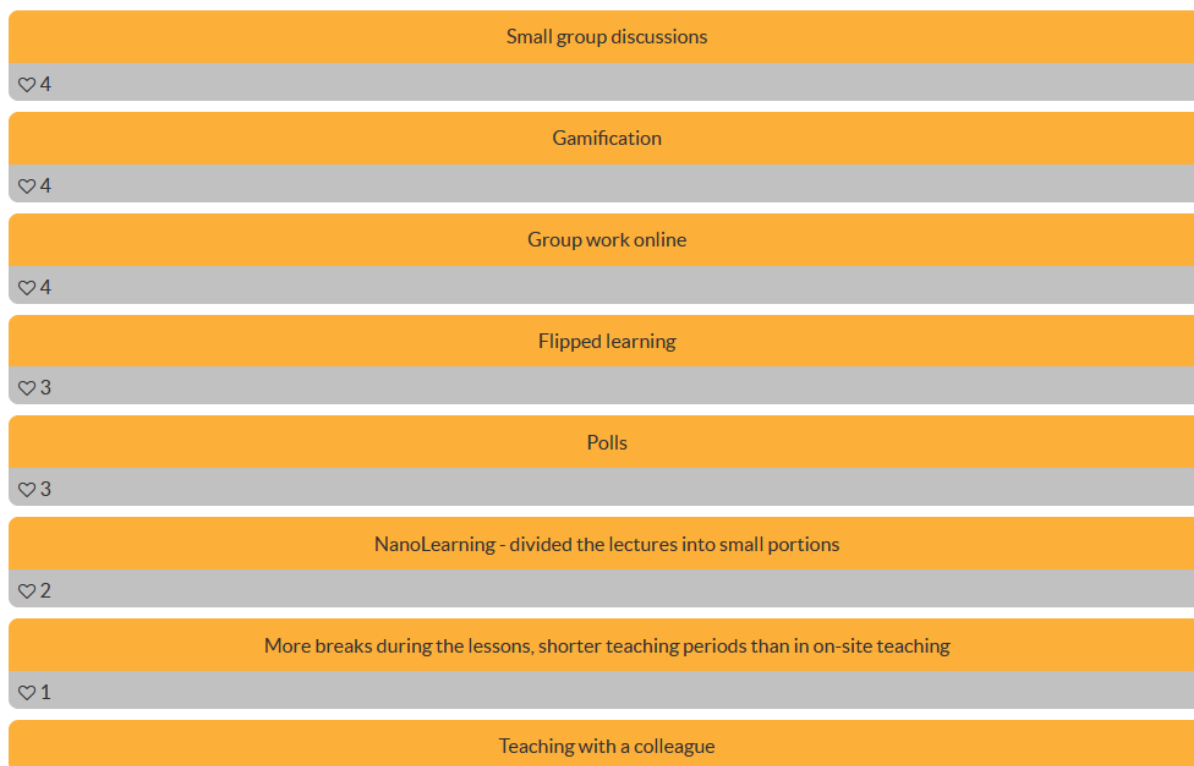 Small group discussions
4
Gamification
4
Group work online
4
Flipped learning
3
Polls
3
NanoLearning - divided the lectures into small portions
2
More breaks during the lessons, shorter teaching periods than in on-site teaching
1
Teaching with a colleague